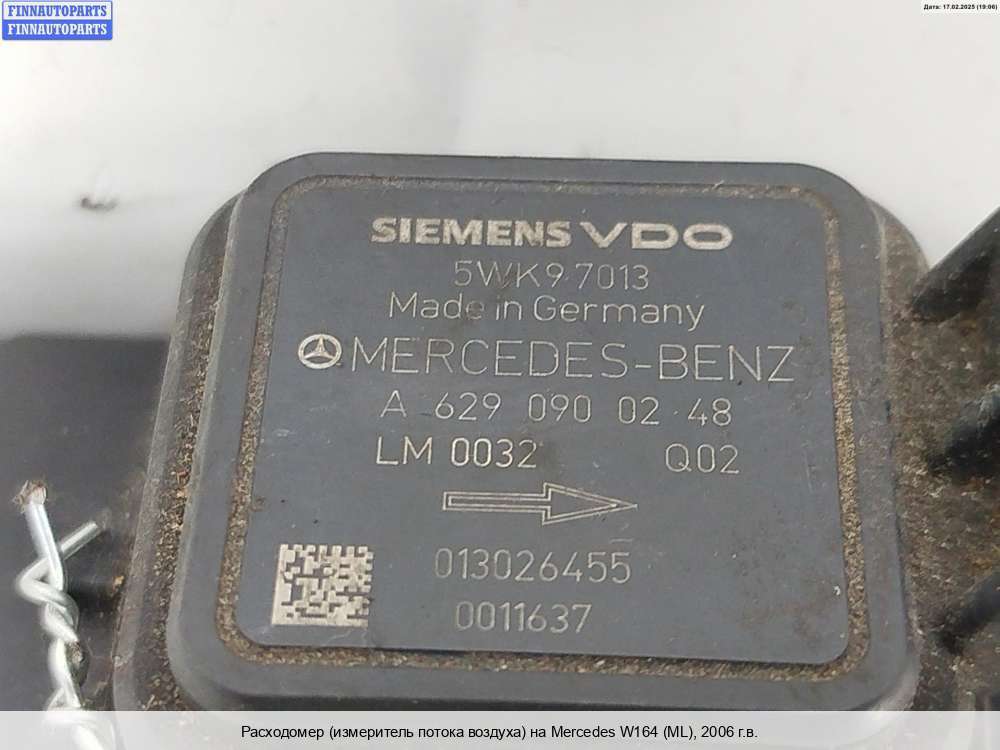 FINNAUTOPARTS
FINNAUTOPARTS
Дата: 17.02.2025 (19:06)
SIEMENS VDO
5WK9 7013
Made in Germany
MERCEDES-BENZ
A 629 090 02 48
LM 0032 Q02
013026455
0011637
Расходомер (измеритель потока воздуха) на Mercedes W164 (ML), 2006 г.в.